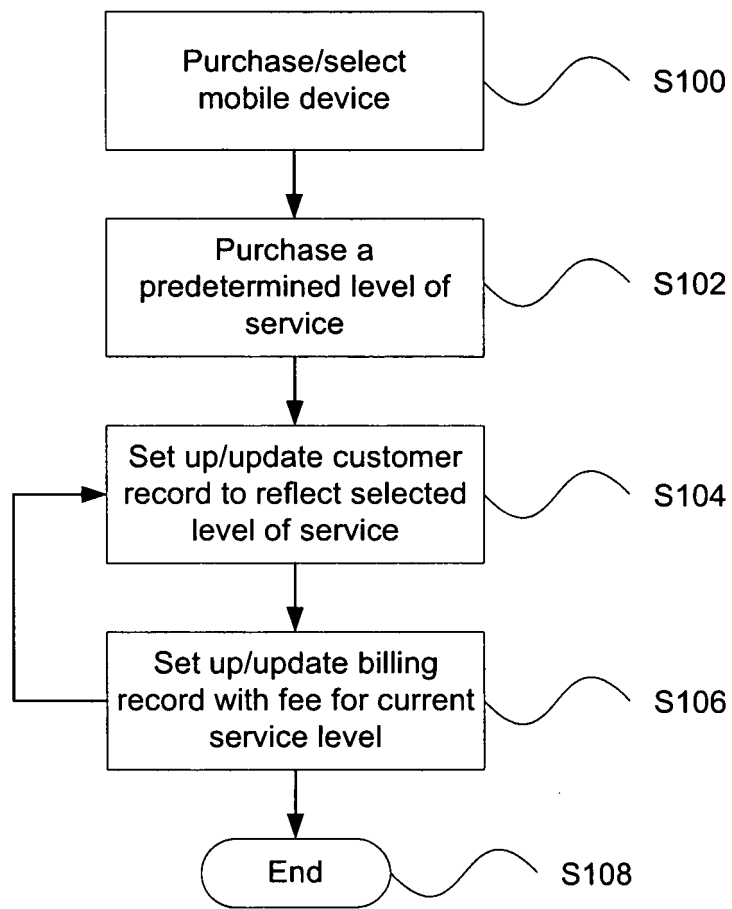 Purchase/select
mobile device
S100
Purchase a
predetermined level of
service
S102
Set up/update customer
record to reflect selected
level of service
S104
Set up/update billing
record with fee for current
service level
S106
End
S108